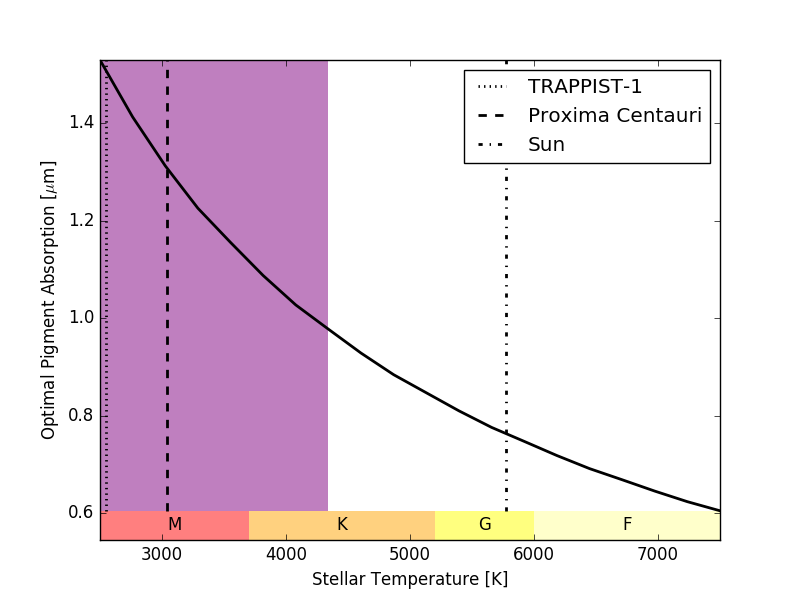 TRAPPIST-1
Proxima Centauri
Sun
Optimal Pigment Absorption [μm]
1.4
1.2
1.0
0.8
0.6
M K G F
3000 4000 5000 6000 7000
Stellar Temperature [K]